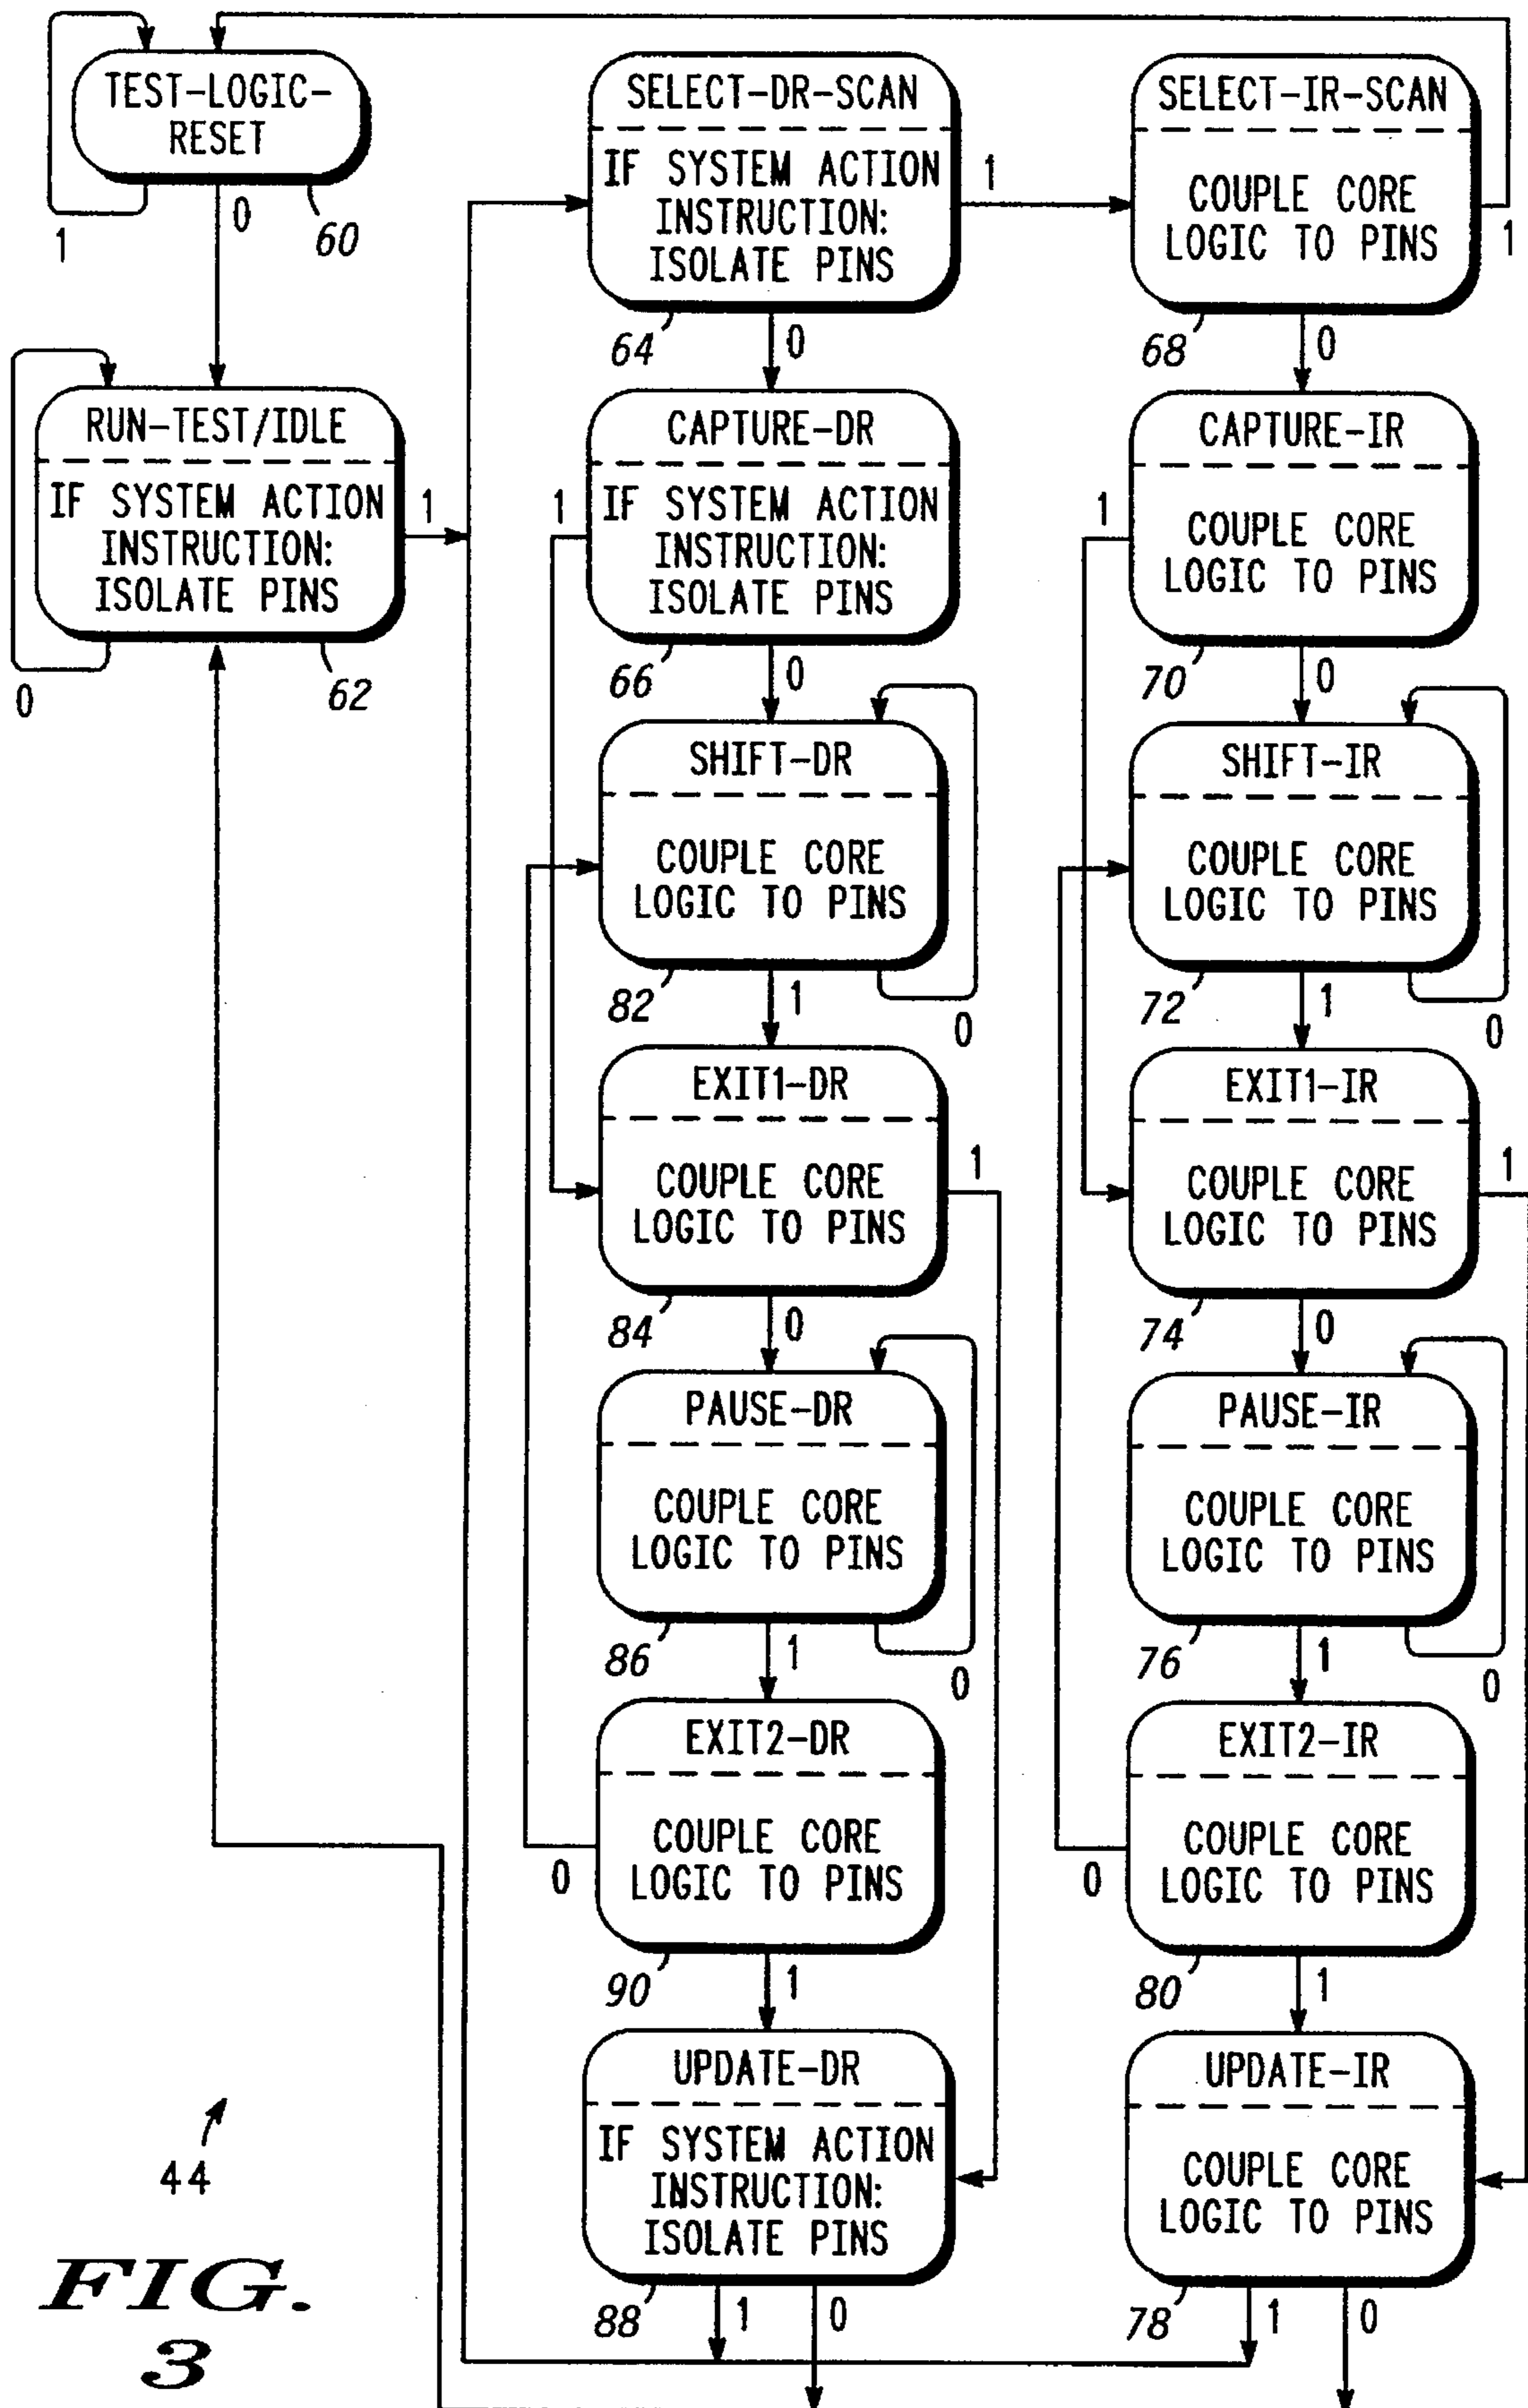 TEST-LOGIC-
RESET
1
0
60
RUN-TEST/IDLE
IF SYSTEM ACTION
INSTRUCTION:
ISOLATE PINS
1
0
62
SELECT-DR-SCAN
IF SYSTEM ACTION
INSTRUCTION:
ISOLATE PINS
1
64
0
CAPTURE-DR
IF SYSTEM ACTION
INSTRUCTION:
ISOLATE PINS
1
66
0
SHIFT-DR
COUPLE CORE
LOGIC TO PINS
82
1
0
EXIT1-DR
COUPLE CORE
LOGIC TO PINS
1
84
0
PAUSE-DR
COUPLE CORE
LOGIC TO PINS
86
1
0
EXIT2-DR
COUPLE CORE
LOGIC TO PINS
0
90
1
UPDATE-DR
IF SYSTEM ACTION
INSTRUCTION:
ISOLATE PINS
88
1
0
SELECT-IR-SCAN
COUPLE CORE
LOGIC TO PINS
1
68
0
CAPTURE-IR
COUPLE CORE
LOGIC TO PINS
1
70
0
SHIFT-IR
COUPLE CORE
LOGIC TO PINS
72
1
0
EXIT1-IR
COUPLE CORE
LOGIC TO PINS
1
74
0
PAUSE-IR
COUPLE CORE
LOGIC TO PINS
76
1
0
EXIT2-IR
COUPLE CORE
LOGIC TO PINS
0
80
1
UPDATE-IR
COUPLE CORE
LOGIC TO PINS
78
1
0
44
FIG.
3